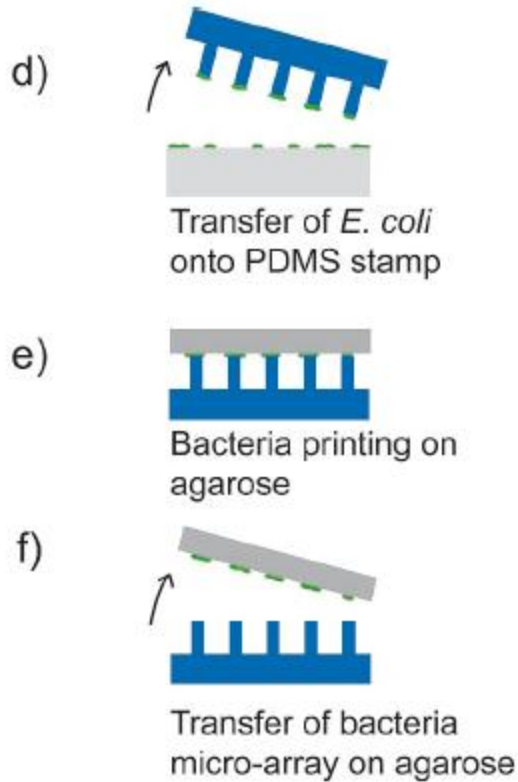 d)
Transfer of E. coli
onto PDMS stamp
e)
Bacteria printing on
agarose
f)
Transfer of bacteria
micro-array on agarose